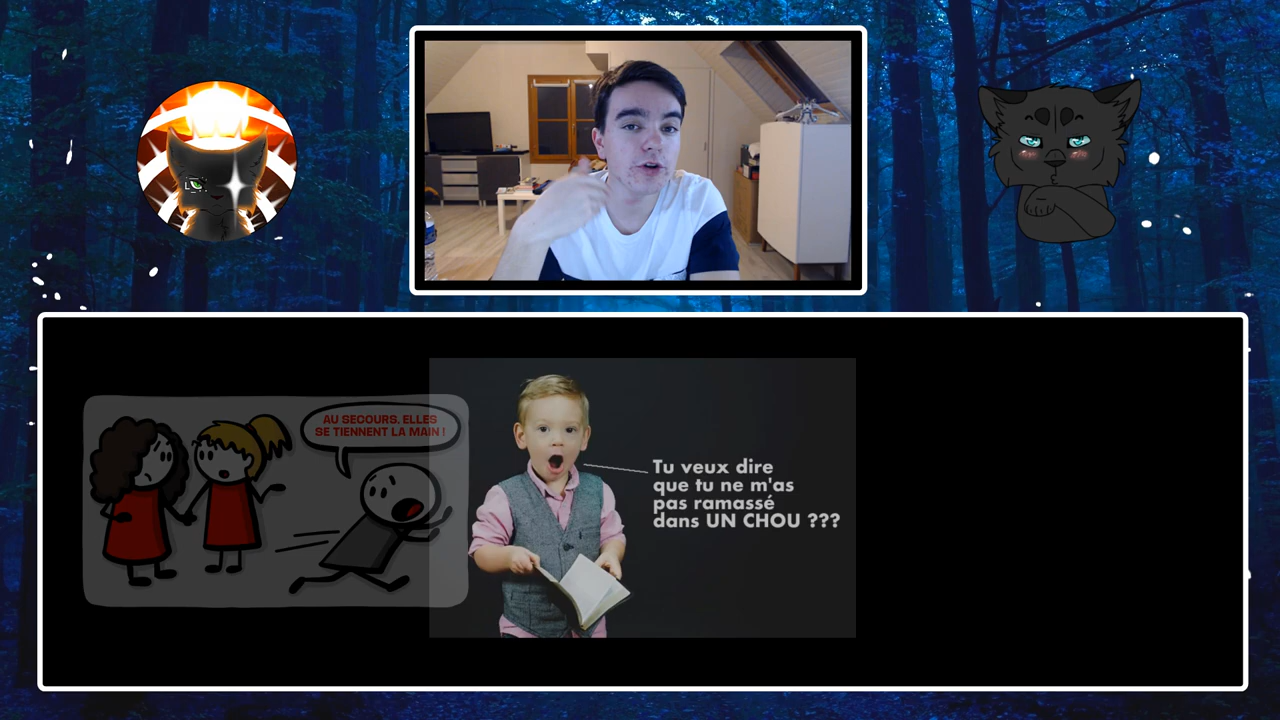 AU SECOURS, ELLES
SE TIENNENT LA MAIN !
Tu veux dire
que tu ne m'as
pas ramassé
dans UN CHOU ???